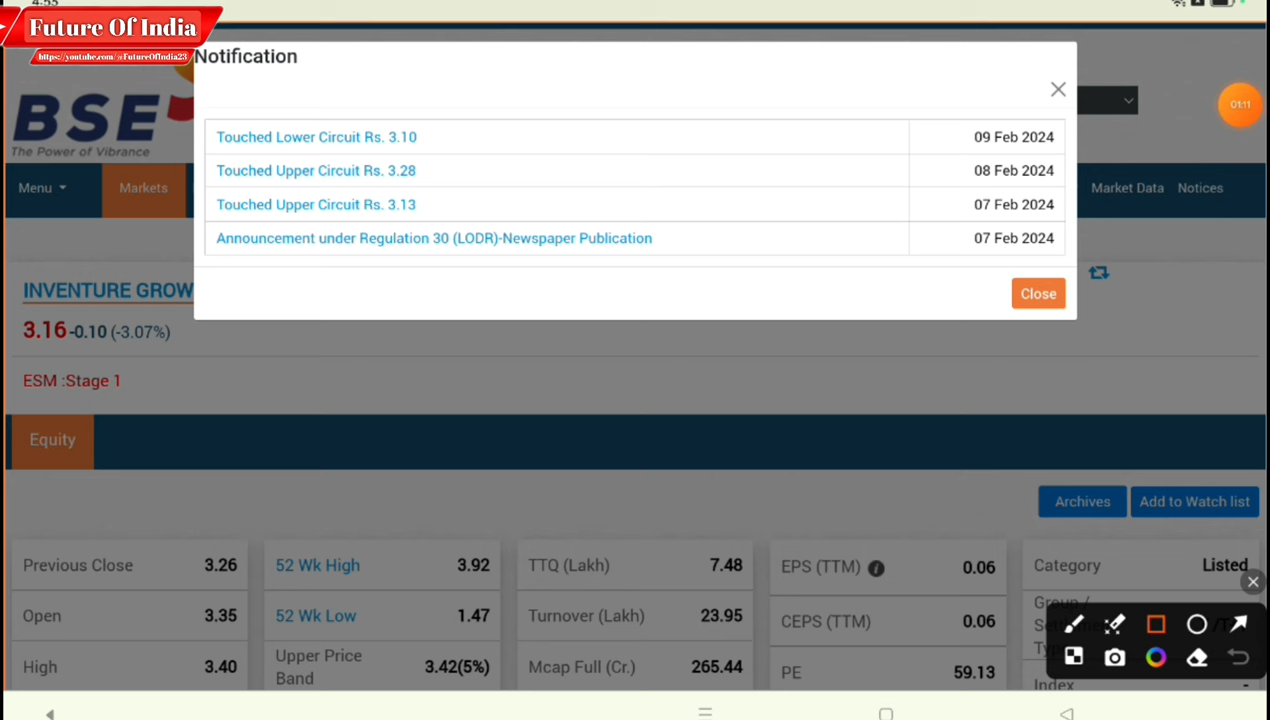 4:55
Future Of India
https://youtube.com/@FutureOfIndia23
Notification
01:11
BSE
The Power of Vibrance
Touched Lower Circuit Rs. 3.10 09 Feb 2024
Touched Upper Circuit Rs. 3.28 08 Feb 2024
Touched Upper Circuit Rs. 3.13 07 Feb 2024
Announcement under Regulation 30 (LODR)-Newspaper Publication 07 Feb 2024
Close
Menu Markets Market Data Notices
INVENTURE GROW
3.16 -0.10 (-3.07%)
ESM :Stage 1
Equity
Archives Add to Watch list
Previous Close 3.26 52 Wk High 3.92 TTQ (Lakh) 7.48 EPS (TTM) 0.06 Category Listed
Open 3.35 52 Wk Low 1.47 Turnover (Lakh) 23.95 CEPS (TTM) 0.06 Group /
High 3.40 Upper Price Band 3.42(5%) Mcap Full (Cr.) 265.44 PE 59.13
Index -